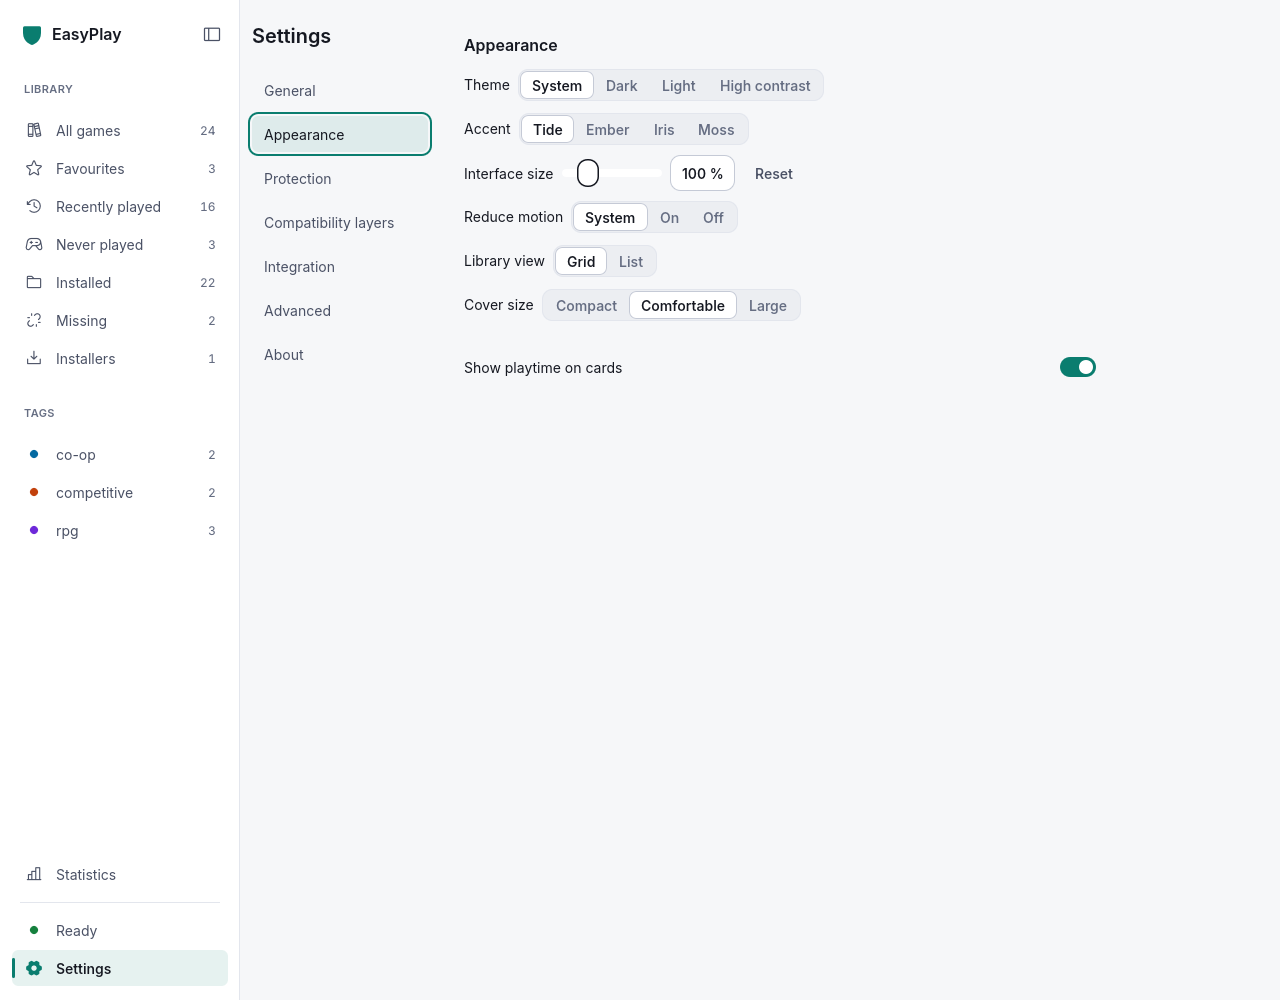 EasyPlay
LIBRARY
All games 24
Favourites 3
Recently played 16
Never played 3
Installed 22
Missing 2
Installers 1
TAGS
co-op 2
competitive 2
rpg 3
Statistics
Ready
Settings
Settings
General
Appearance
Protection
Compatibility layers
Integration
Advanced
About
Appearance
Theme System Dark Light High contrast
Accent Tide Ember Iris Moss
Interface size 100 % Reset
Reduce motion System On Off
Library view Grid List
Cover size Compact Comfortable Large
Show playtime on cards